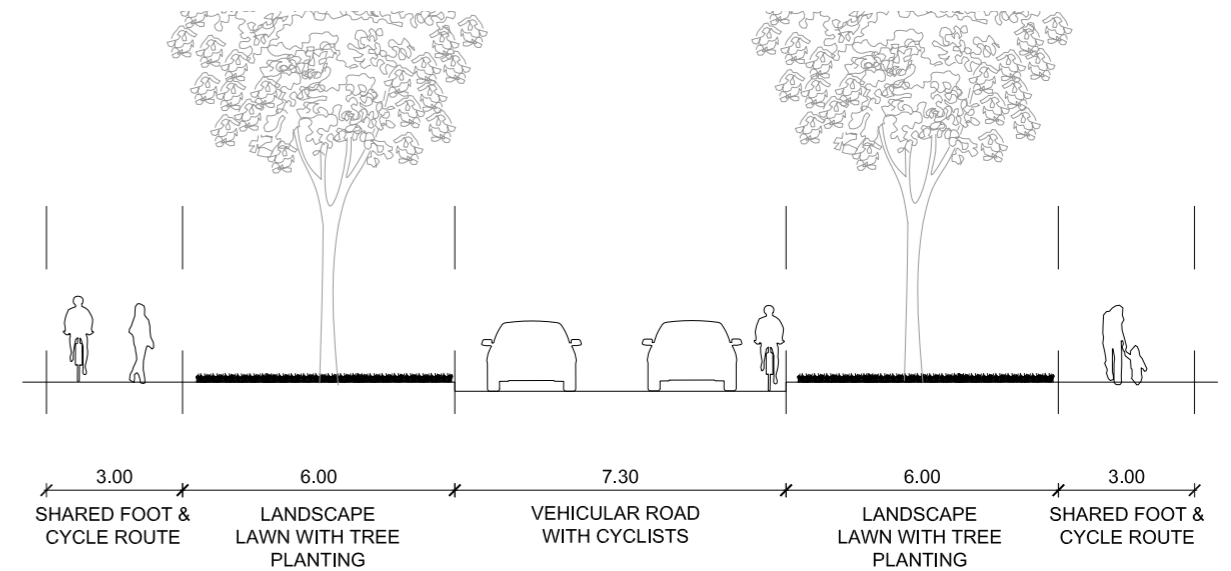 3.00
6.00
7.30
6.00
3.00
SHARED FOOT &
CYCLE ROUTE
LANDSCAPE
LAWN WITH TREE
PLANTING
VEHICULAR ROAD
WITH CYCLISTS
LANDSCAPE
LAWN WITH TREE
PLANTING
SHARED FOOT &
CYCLE ROUTE